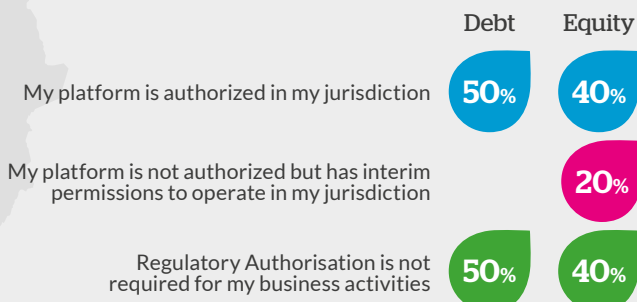 Debt Equity
My platform is authorized in my jurisdiction 50% 40%
My platform is not authorized but has interim
permissions to operate in my jurisdiction 20%
Regulatory Authorisation is not
required for my business activities 50% 40%